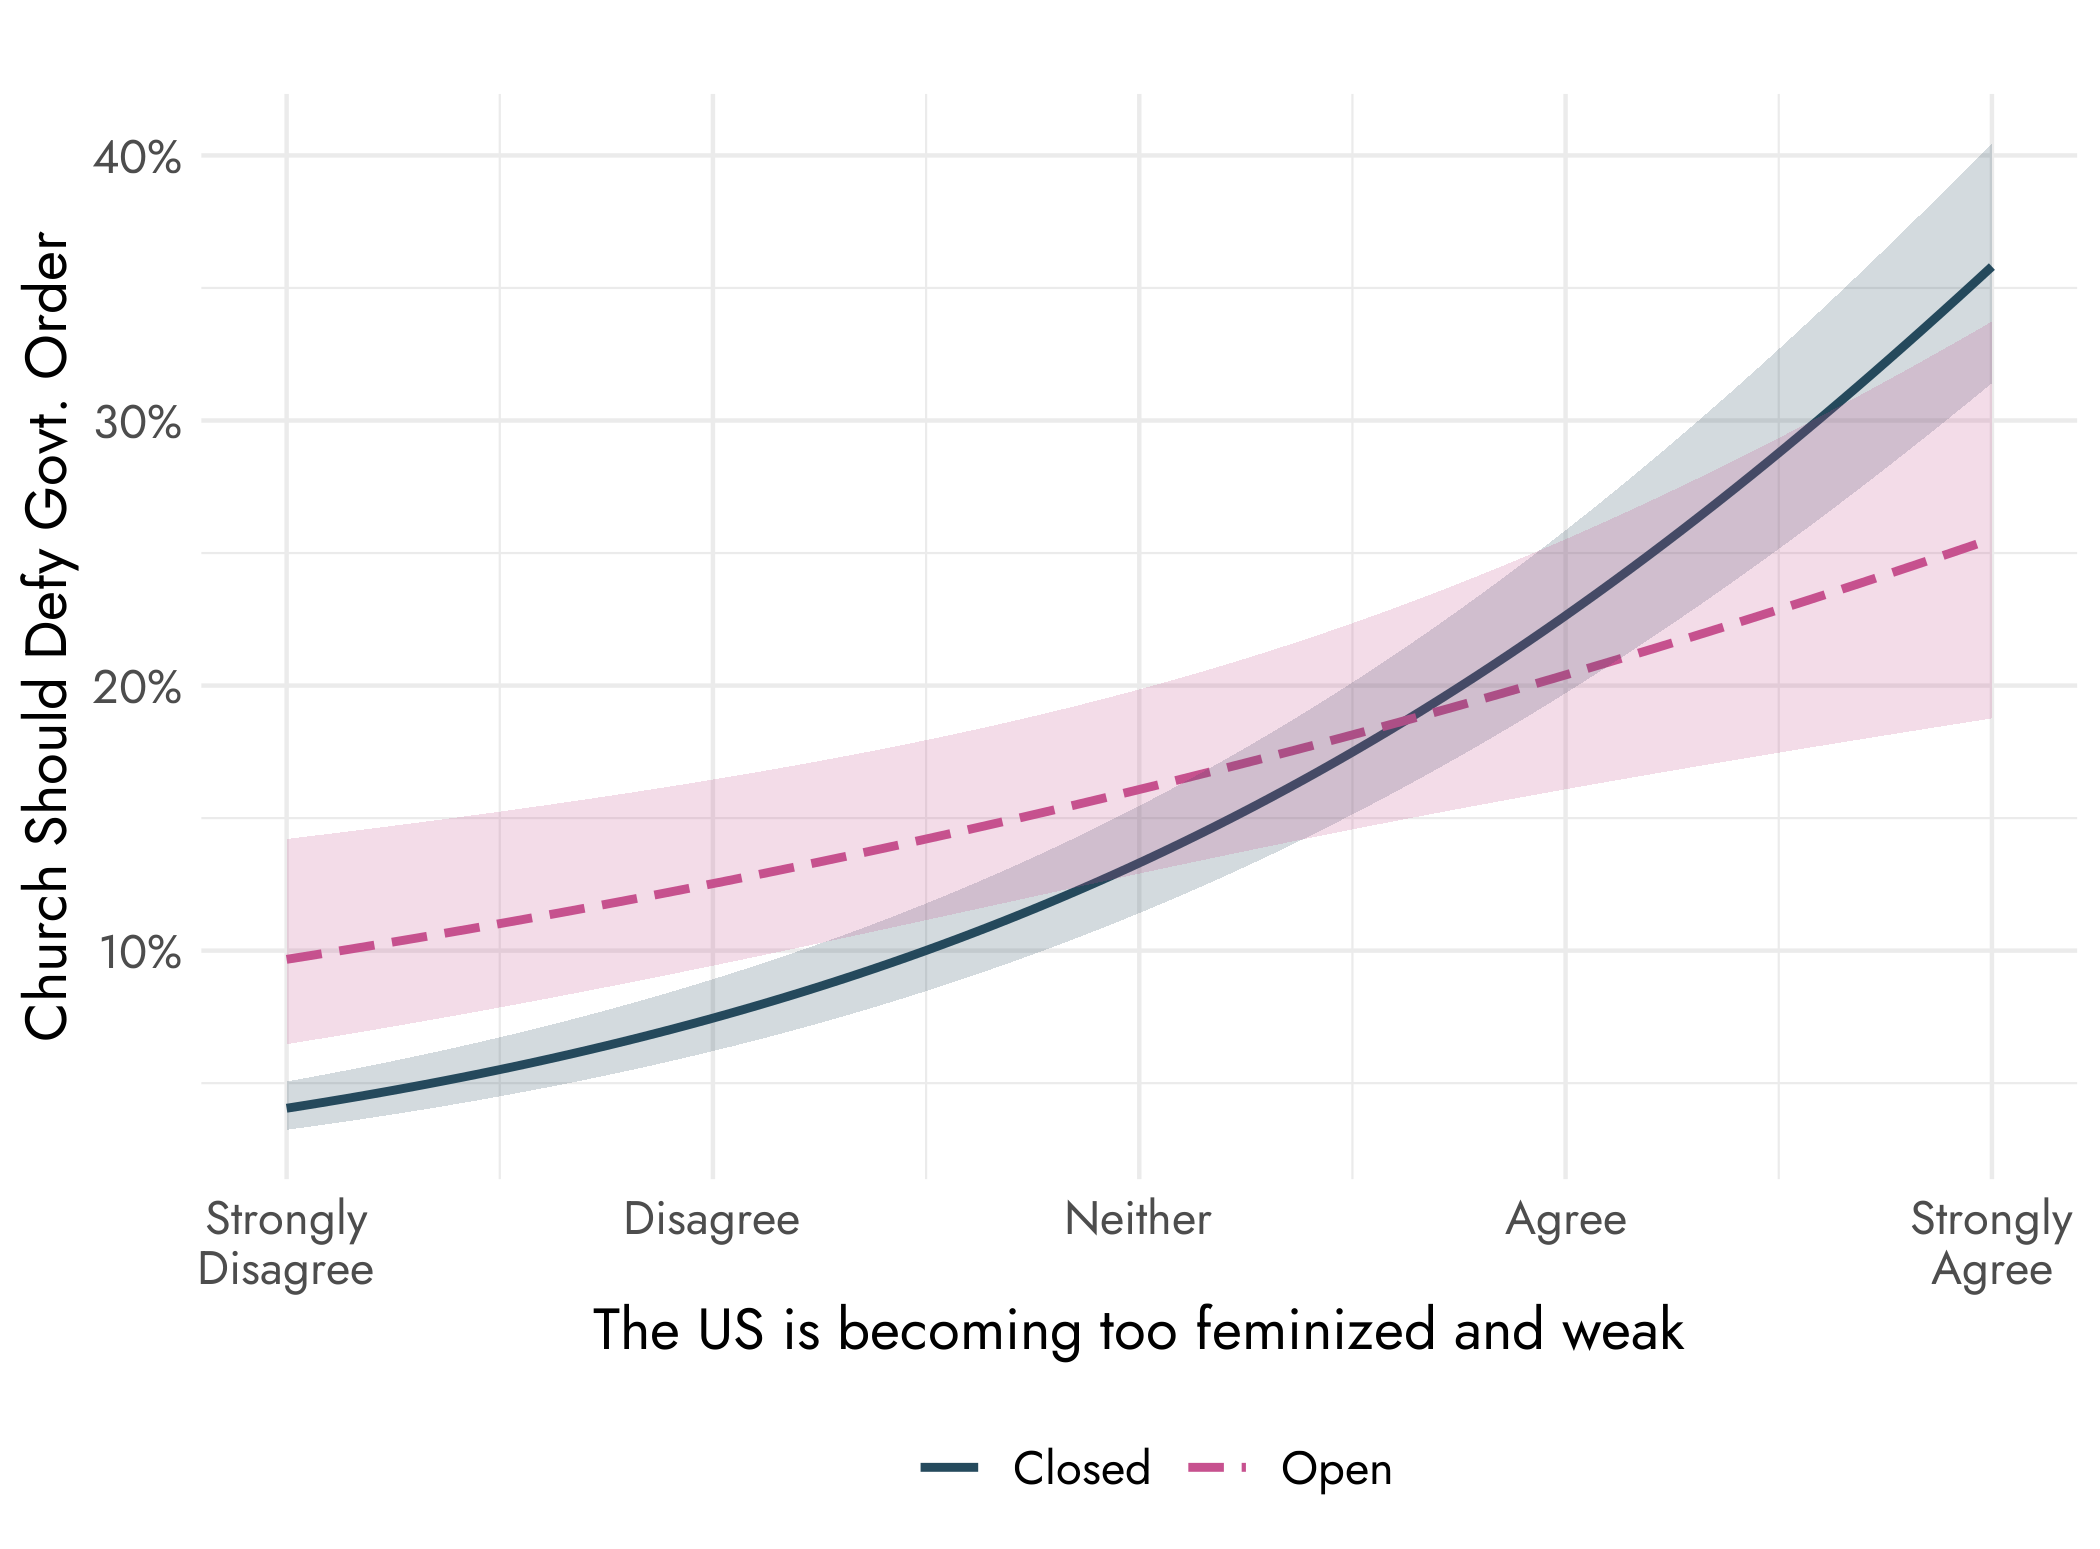 Church Should Defy Govt. Order
40%
30%
20%
10%
Strongly
Disagree
Disagree
Neither
Agree
Strongly
Agree
The US is becoming too feminized and weak
Closed
Open